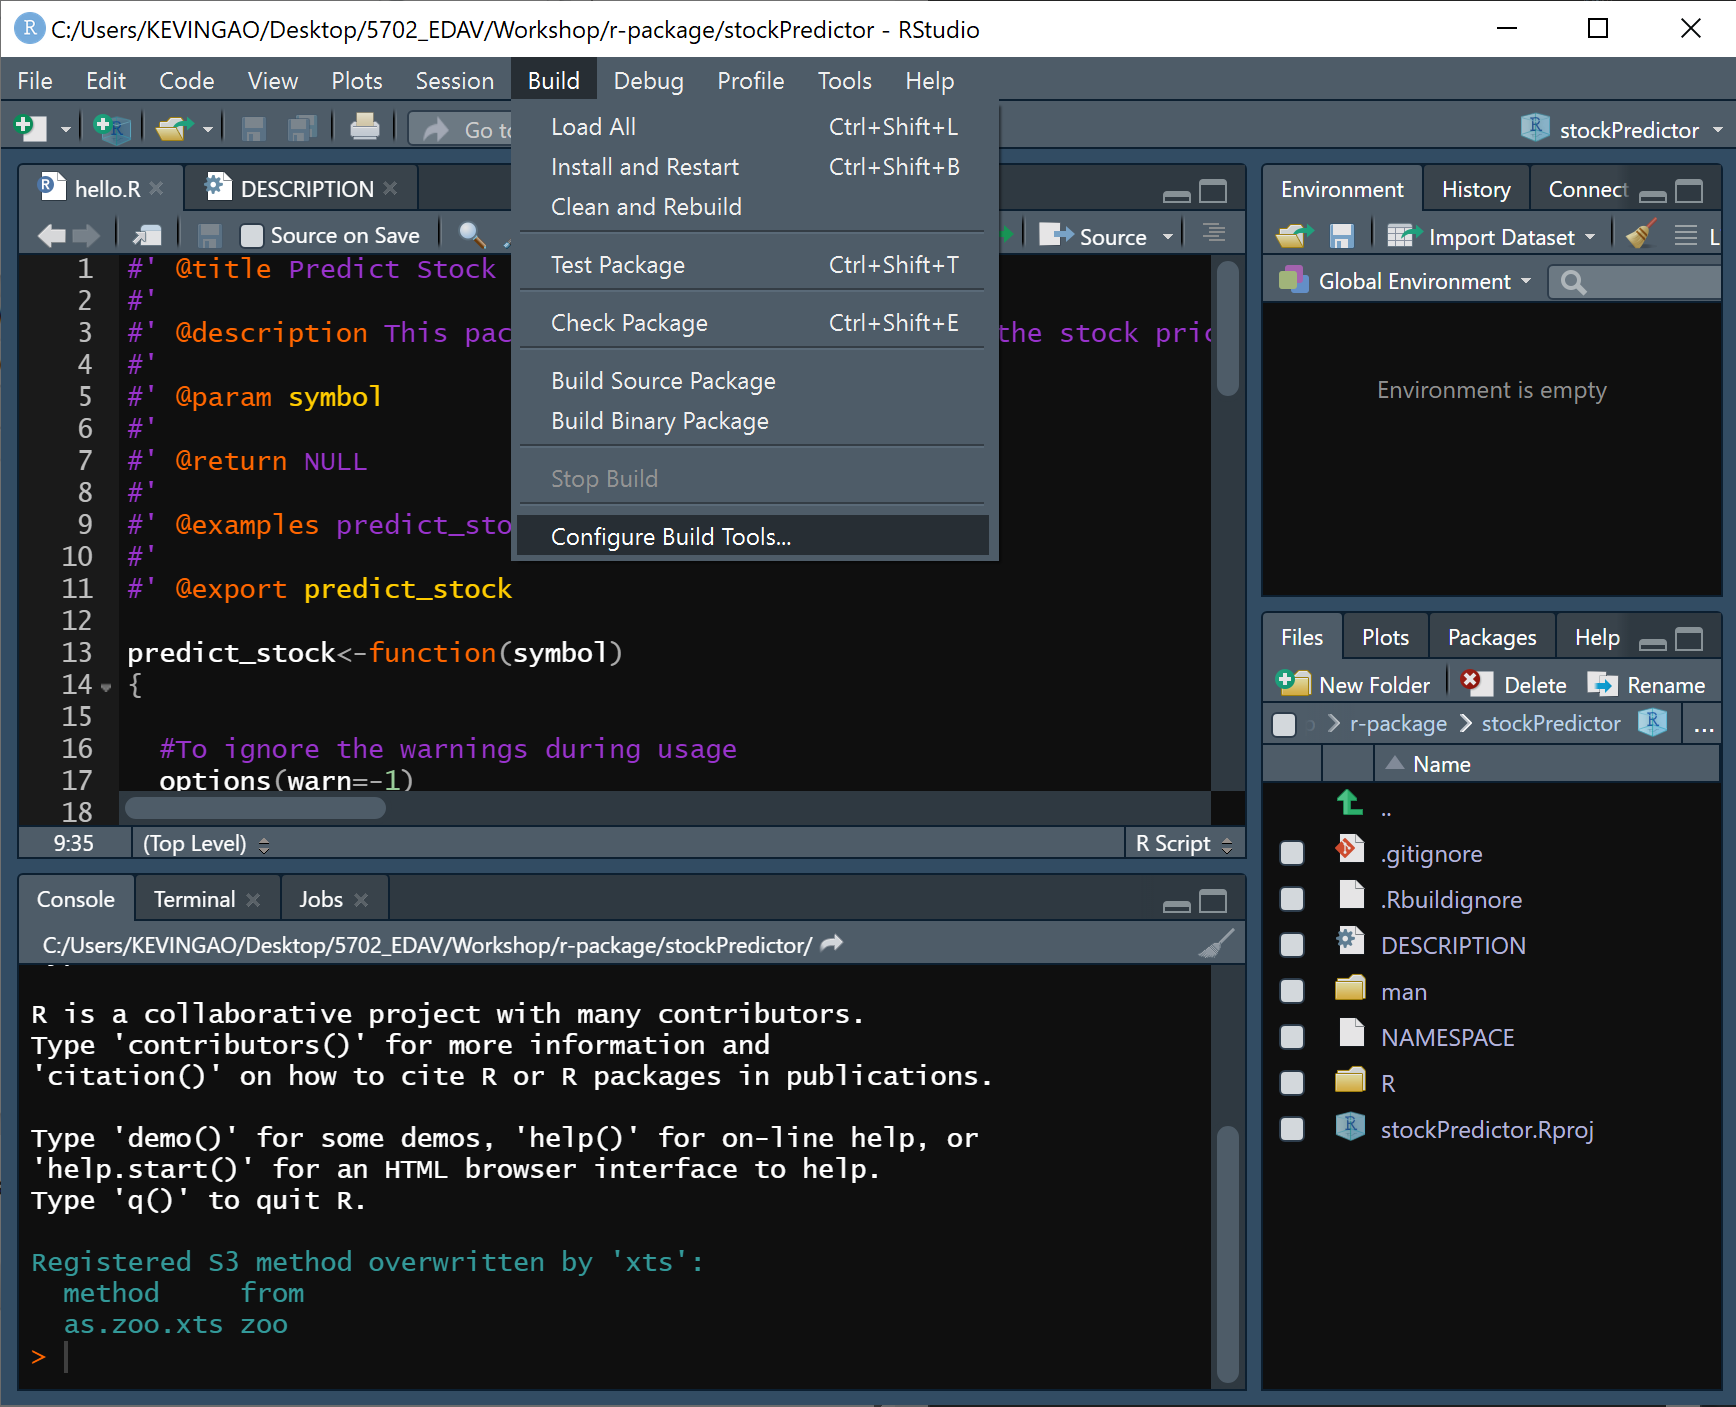 C:/Users/KEVINGAO/Desktop/5702_EDAV/Workshop/r-package/stockPredictor - RStudio
File Edit Code View Plots Session Build Debug Profile Tools Help
Go to
stockPredictor
Load All Ctrl+Shift+L
Install and Restart Ctrl+Shift+B
Clean and Rebuild
Test Package Ctrl+Shift+T
Check Package Ctrl+Shift+E
Build Source Package
Build Binary Package
Stop Build
Configure Build Tools...
hello.R DESCRIPTION
Source on Save Source
1 #' @title Predict Stock
2 #'
3 #' @description This pac the stock pric
4 #'
5 #' @param symbol
6 #'
7 #' @return NULL
8 #'
9 #' @examples predict_sto
10 #'
11 #' @export predict_stock
12
13 predict_stock<-function(symbol)
14 {
15
16 #To ignore the warnings during usage
17 options(warn=-1)
18
9:35 (Top Level) R Script
Console Terminal Jobs
C:/Users/KEVINGAO/Desktop/5702_EDAV/Workshop/r-package/stockPredictor/
R is a collaborative project with many contributors.
Type 'contributors()' for more information and
'citation()' on how to cite R or R packages in publications.
Type 'demo()' for some demos, 'help()' for on-line help, or
'help.start()' for an HTML browser interface to help.
Type 'q()' to quit R.
Registered S3 method overwritten by 'xts':
method from
as.zoo.xts zoo
>
Environment History Connect
Import Dataset L
Global Environment
Environment is empty
Files Plots Packages Help
New Folder Delete Rename
r-package > stockPredictor ...
Name
..
.gitignore
.Rbuildignore
DESCRIPTION
man
NAMESPACE
R
stockPredictor.Rproj